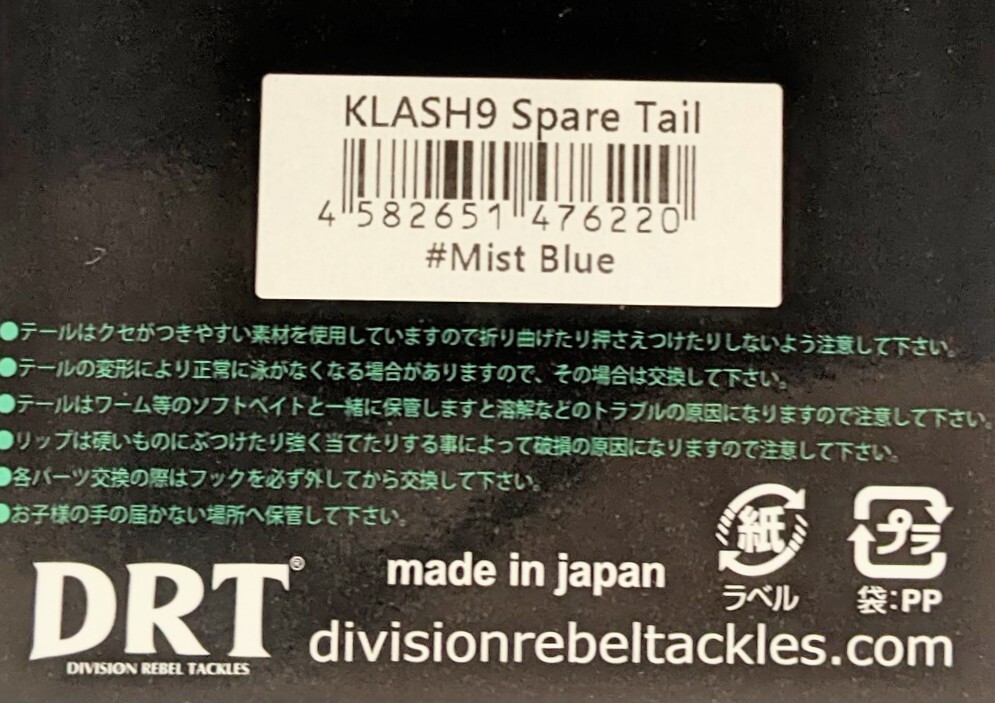 KLASH9 Spare Tail
4 582651 476220
#Mist Blue
●テールはクセがつきやすい素材を使用していますので折り曲げたり押さえつけたりしないよう注意して下さい。
●テールの変形により正常に泳がなくなる場合がありますので、その場合は交換して下さい。
●テールはワーム等のソフトベイトと一緒に保管しますと溶解などのトラブルの原因になりますので注意して下さい。
●リップは硬いものにぶつけたり強く当てたりする事によって破損の原因になりますので注意して下さい。
●各パーツ交換の際はフックを必ず外してから交換して下さい。
●お子様の手の届かない場所へ保管して下さい。
紙 プラ
ラベル 袋:PP
DRT® made in japan
DIVISION REBEL TACKLES
divisionrebeltackles.com